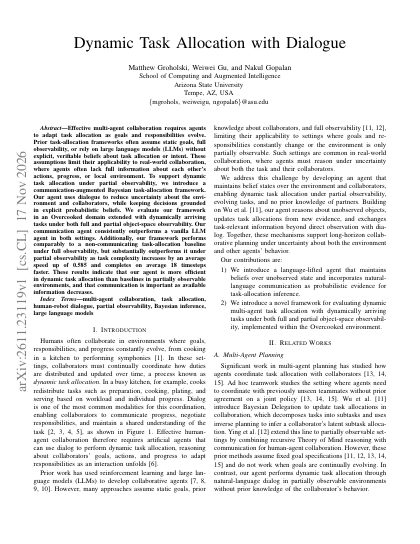 Dynamic Task Allocation with Dialogue
Matthew Groholski, Weiwei Gu, and Nakul Gopalan
School of Computing and Augmented Intelligence
Arizona State University
Tempe, AZ, USA
{mgrohols, weiweigu, ngopala6}@asu.edu
Abstract—Effective multi-agent collaboration requires agents
to adapt task allocation as goals and responsibilities evolve.
Prior task-allocation frameworks often assume static goals, full
observability, or rely on large language models (LLMs) without
explicit, verifiable beliefs about task allocation or intent. These
assumptions limit their applicability to real-world collaboration,
where agents often lack full information about each other's
actions, progress, or local environment. To support dynamic
task allocation under partial observability, we introduce a
communication-augmented Bayesian task-allocation framework.
Our agent uses dialogue to reduce uncertainty about the envi-
ronment and collaborators, while keeping decisions grounded
in explicit probabilistic beliefs. We evaluate our framework
in an Overcooked domain extended with dynamically arriving
tasks under full and partial object-space observability. Our
communication agent consistently outperforms a vanilla LLM
agent in both settings. Additionally, our framework performs
comparably to a non-communicating task-allocation baseline
under full observability, but substantially outperforms it under
partial observability as task complexity increases by an average
speed up of 0.585 and completes on average 18 timesteps
faster. These results indicate that our agent is more efficient
in dynamic task allocation than baselines in partially observable
environments, and that communication is important as available
information decreases.
Index Terms—multi-agent collaboration, task allocation,
human-robot dialogue, partial observability, Bayesian inference,
large language models
I. INTRODUCTION
Humans often collaborate in environments where goals,
responsibilities, and progress constantly evolve, from cooking
in a kitchen to performing symphonies [1]. In these set-
tings, collaborators must continually coordinate how duties
are distributed and updated over time, a process known as
dynamic task allocation. In a busy kitchen, for example, cooks
redistribute tasks such as preparation, cooking, plating, and
serving based on workload and individual progress. Dialogue
is one of the most common modalities for this coordination,
enabling collaborators to communicate progress, negotiate
responsibilities, and maintain a shared understanding of the
task [2, 3, 4, 5], as shown in Figure 1. Effective human-
agent collaboration therefore requires artificial agents that
can use dialog to perform dynamic task allocation, reasoning
about collaborators' goals, actions, and progress to adapt
responsibilities as an interaction unfolds [6].
Prior work has used reinforcement learning and large lan-
guage models (LLMs) to develop collaborative agents [7, 8,
9, 10]. However, many approaches assume static goals, prior
knowledge about collaborators, and full observability [11, 12],
limiting their applicability to settings where goals and re-
sponsibilities constantly change or the environment is only
partially observable. Such settings are common in real-world
collaboration, where agents must reason under uncertainty
about both the task and their collaborators.
We address this challenge by developing an agent that
maintains belief states over the environment and collaborators,
enabling dynamic task allocation under partial observability,
dynamic tasks, and no prior knowledge of partners. Building
on Wu et al. [11], our agent reasons about unobserved objects,
updates task allocations from new evidence, and exchanges
task-relevant information beyond direct observation with dia-
log. Together, these mechanisms support long-horizon collab-
orative planning under uncertainty about both the environment
and other agents' behavior.
Our contributions are:
1) We introduce a language-lifted agent that maintains
beliefs over unobserved state and incorporates natural-
language communication as probabilistic evidence for
task-allocation inference.
2) We introduce a novel framework for evaluating dynamic
multi-agent task allocation with dynamically arriving
tasks under both full and partial object-space observabil-
ity, implemented within the Overcooked environment.
II. RELATED WORKS
A. Multi-Agent Planning
Significant work in multi-agent planning has studied how
agents coordinate task allocation with collaborators [13, 14,
15]. Ad hoc teamwork studies the setting where agents need
to coordinate with previously unseen teammates without prior
agreement on a joint policy [13, 15]. Wu et al. [11] introduce
Bayesian Delegation to update task allocations in
collaboration, which decomposes tasks into subtasks and uses
inverse planning to infer a collaborator's latent subtask alloca-
tion. Ying et al. [12] extend this line to partially observable set-
tings by combining recursive Theory of Mind reasoning with
communication for human-agent collaboration. However, these
prior methods assume fixed goal specifications [11, 12, 13, 14,
15] and do not work when goals are continually evolving. In
contrast, our agent performs dynamic task allocation through
natural-language dialog in partially observable environments
without prior knowledge of the collaborator's behavior.
arXiv:2611.23119v1 [cs.CL] 17 Nov 2026